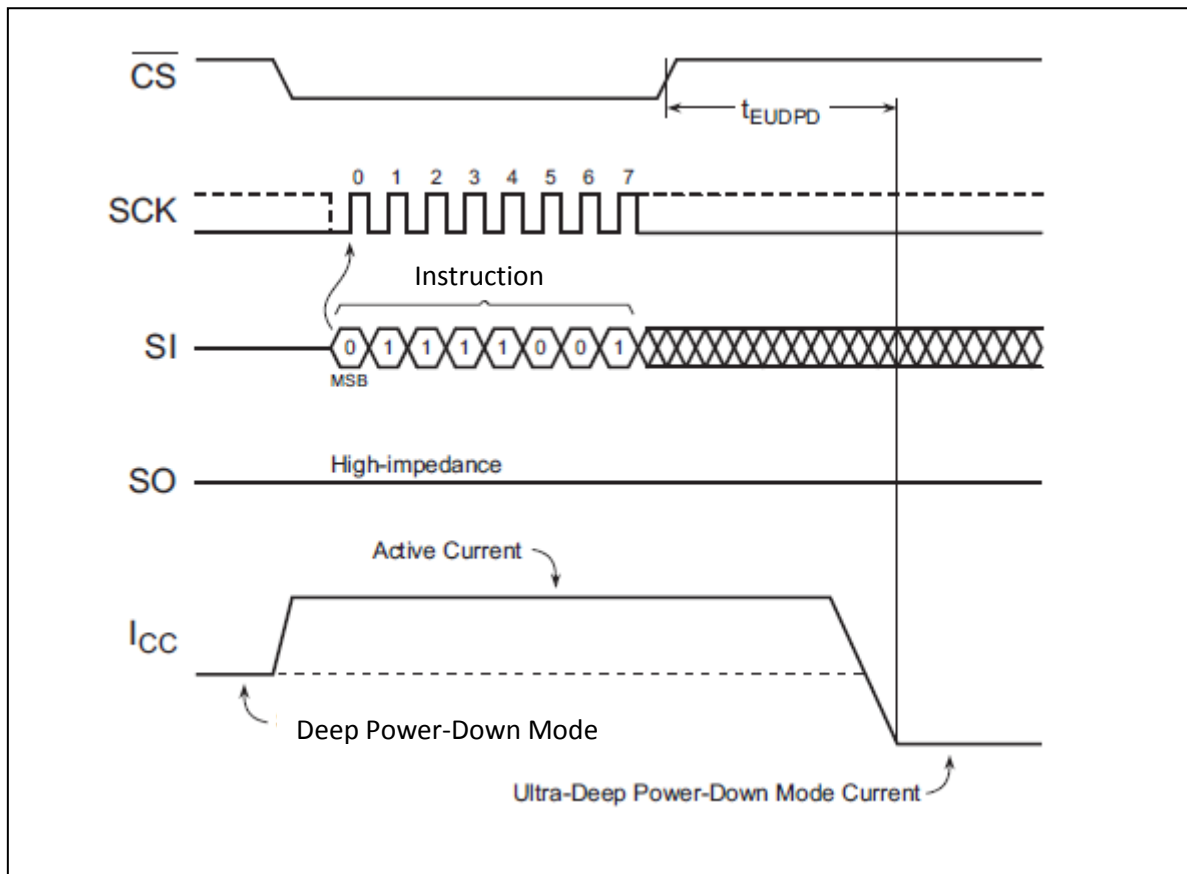 CS
tEUDPD
SCK
0 1 2 3 4 5 6 7
Instruction
SI
0 1 1 1 1 0 0 1
MSB
SO
High-impedance
Active Current
ICC
Deep Power-Down Mode
Ultra-Deep Power-Down Mode Current